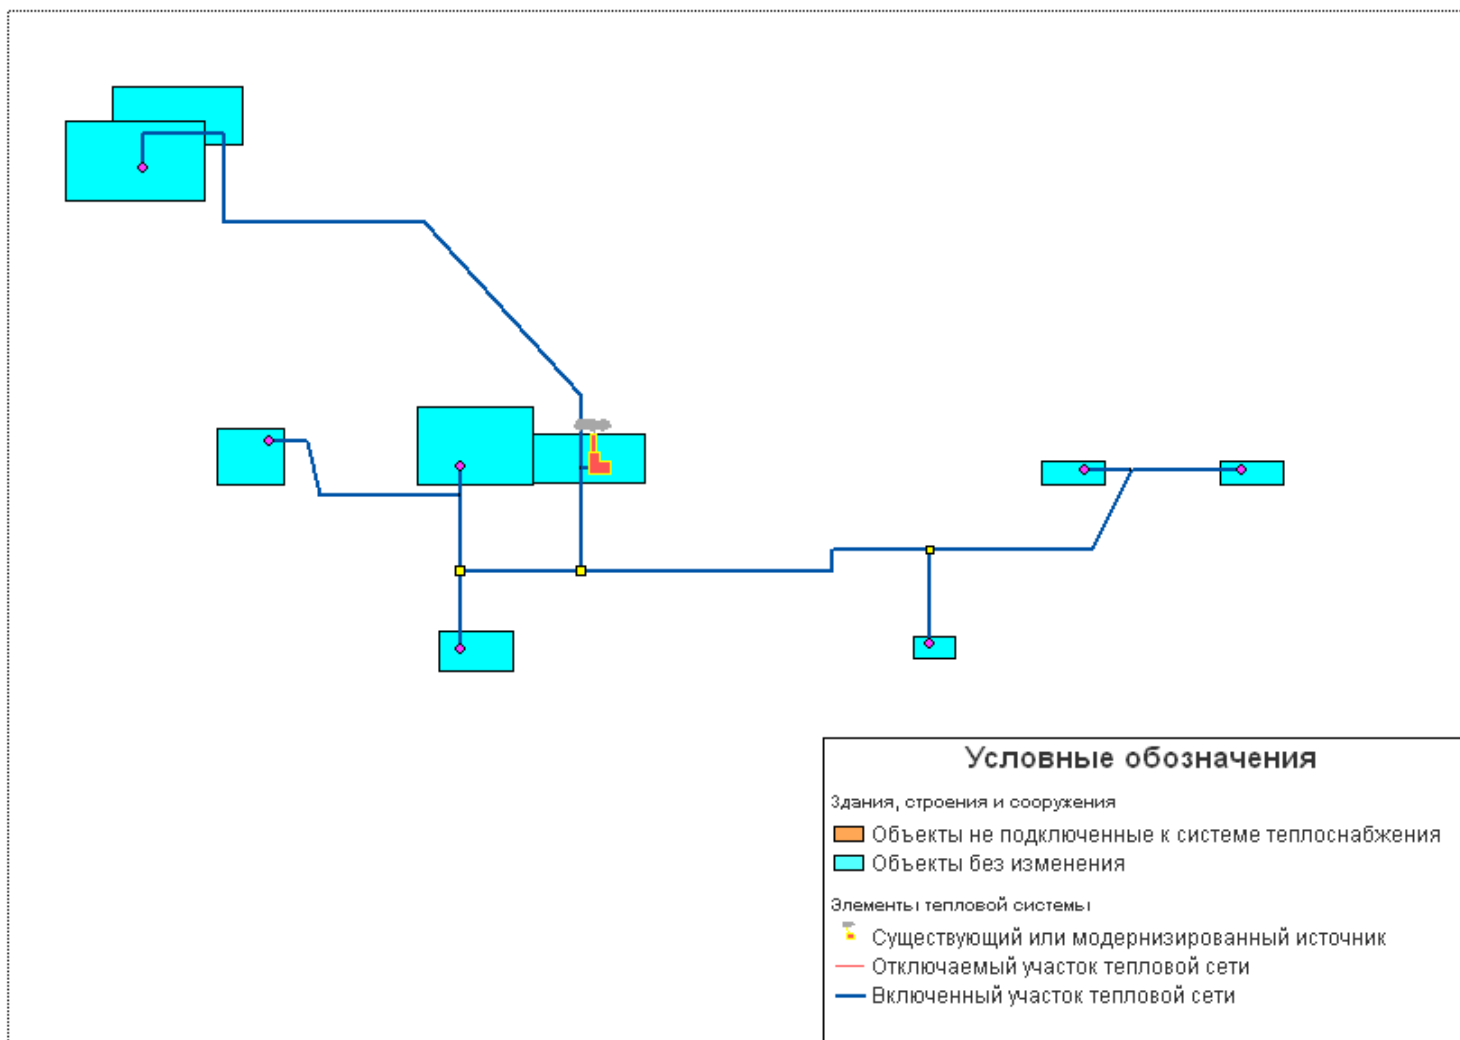 Условные обозначения
Здания, строения и сооружения
Объекты не подключенные к системе теплоснабжения
Объекты без изменения
Элементы тепловой системы
Существующий или модернизированный источник
Отключаемый участок тепловой сети
Включенный участок тепловой сети